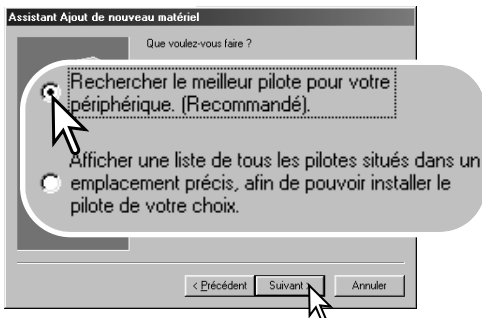 Assistant Ajout de nouveau matériel
Que voulez-vous faire ?
Rechercher le meilleur pilote pour votre
périphérique. (Recommandé).
Afficher une liste de tous les pilotes situés dans un
emplacement précis, afin de pouvoir installer le
pilote de votre choix.
< Précédent Suivant > Annuler